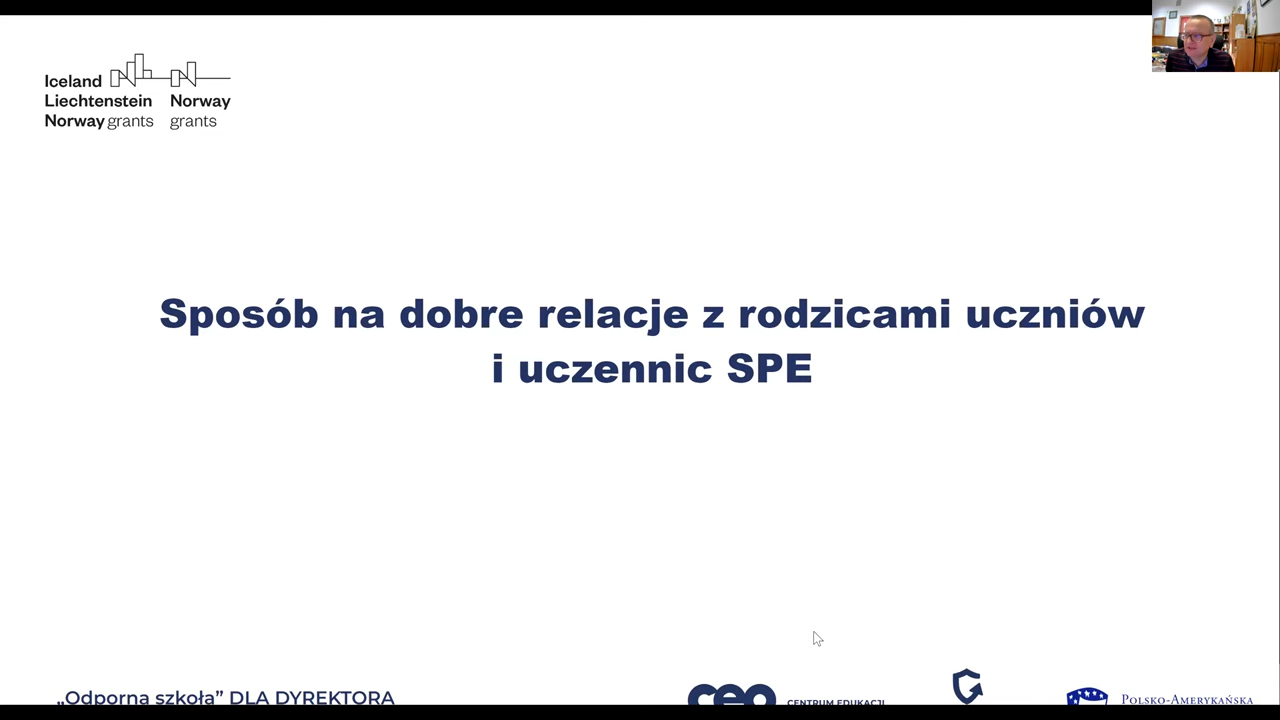 Iceland
Liechtenstein Norway
Norway grants grants
Sposób na dobre relacje z rodzicami uczniów
i uczennic SPE
„Odporna szkoła” DLA DYREKTORA
ceo CENTRUM EDUKACJI
POLSKO-AMERYKAŃSKA